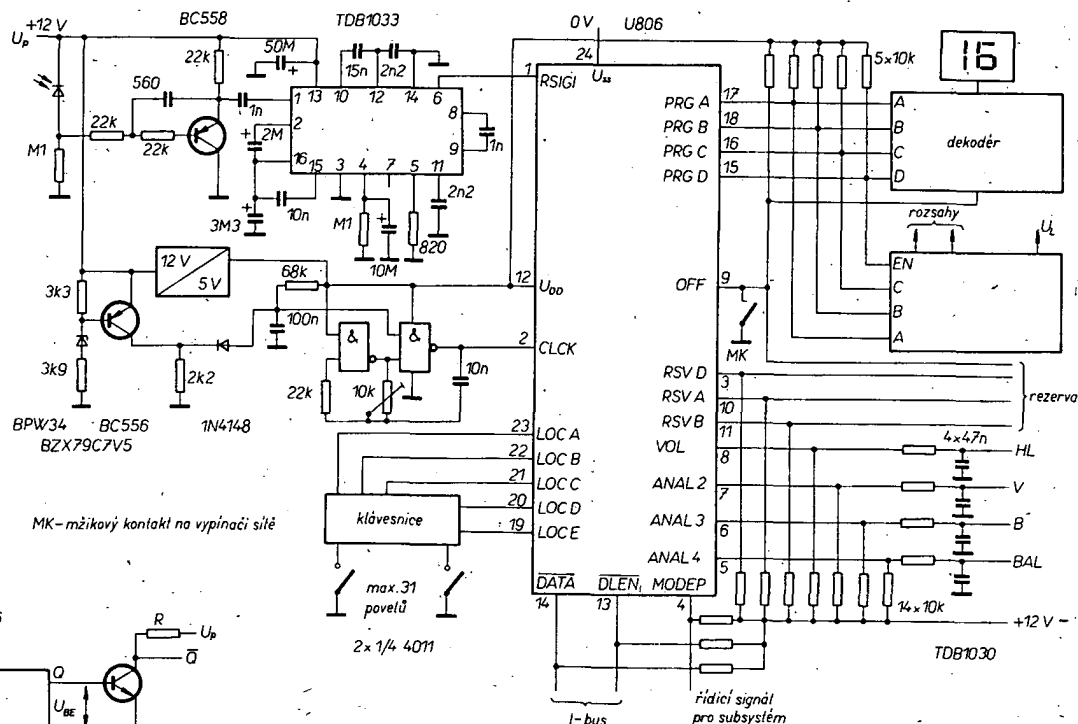 +12 V
Up
BC558
TDB1033
0 V
U806
24
Uss
50M
+
22k
15n
2n2
1
RSIGI
5×10k
16
560
1n
13
10
12
14
6
1
2
16
15
3
4
7
5
11
8
9
1n
22k
22k
2M
+
M1
10n
3M3
+
M1
+
10M
820
2n2
PRG A
17
PRG B
18
PRG C
16
PRG D
15
A
B
C
D
dekodér
rozsahy
UL
EN
C
B
A
12 V
5 V
68k
12
UDD
OFF
9
MK
3k3
100n
&
&
2
CLCK
10n
3k9
2k2
22k
10k
RSV D
3
RSV A
10
RSV B
11
rezerva
BPW34
BC556
1N4148
BZX79C7V5
23
LOC A
22
LOC B
21
LOC C
20
LOC D
19
LOC E
VOL
8
4×47n
HL
ANAL 2
7
V
ANAL 3
6
B
ANAL 4
5
BAL
MK–mžikový kontakt na vypínači sítě
klávesnice
max. 31
povelů
2× 1/4 4011
DATA
14
DLEN
13
MODEP
4
14×10k
+12 V
TDB1030
I-bus
řídicí signál
pro subsystém
R
Up
Q
Q
UBE